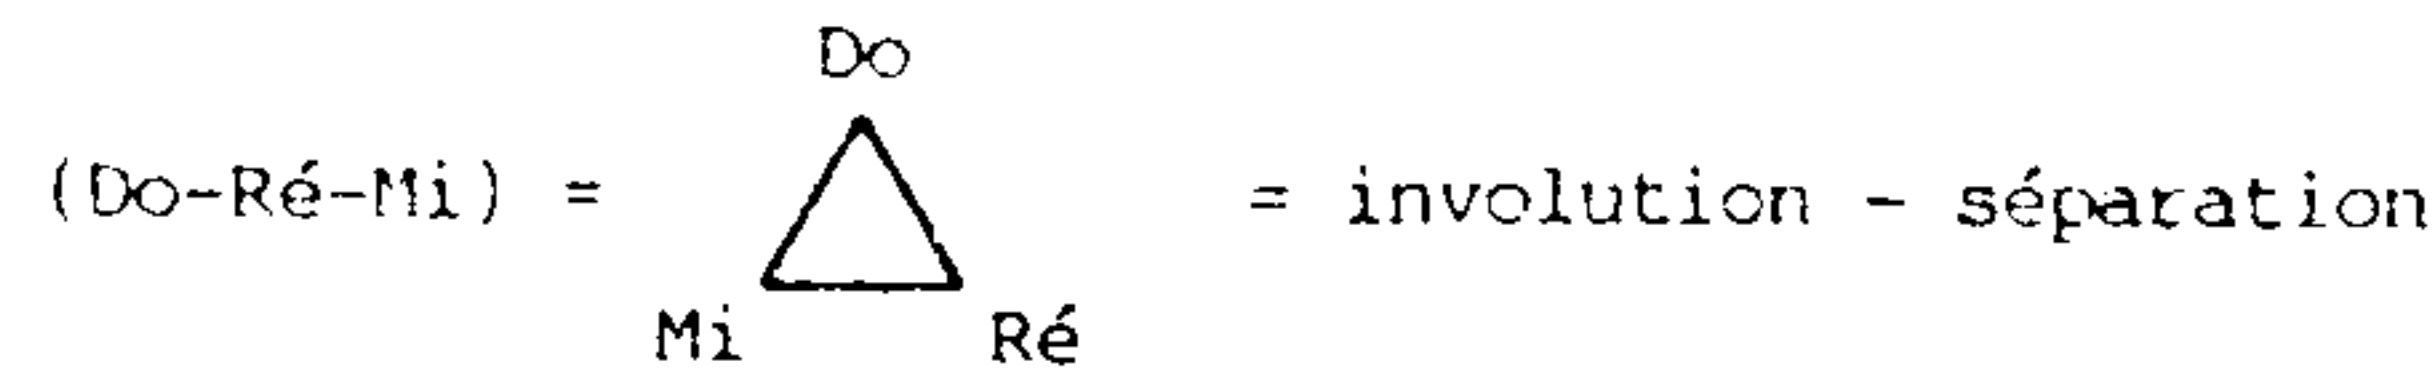 Do
(Do-Ré-Mi) = = involution - séparation
Mi Ré